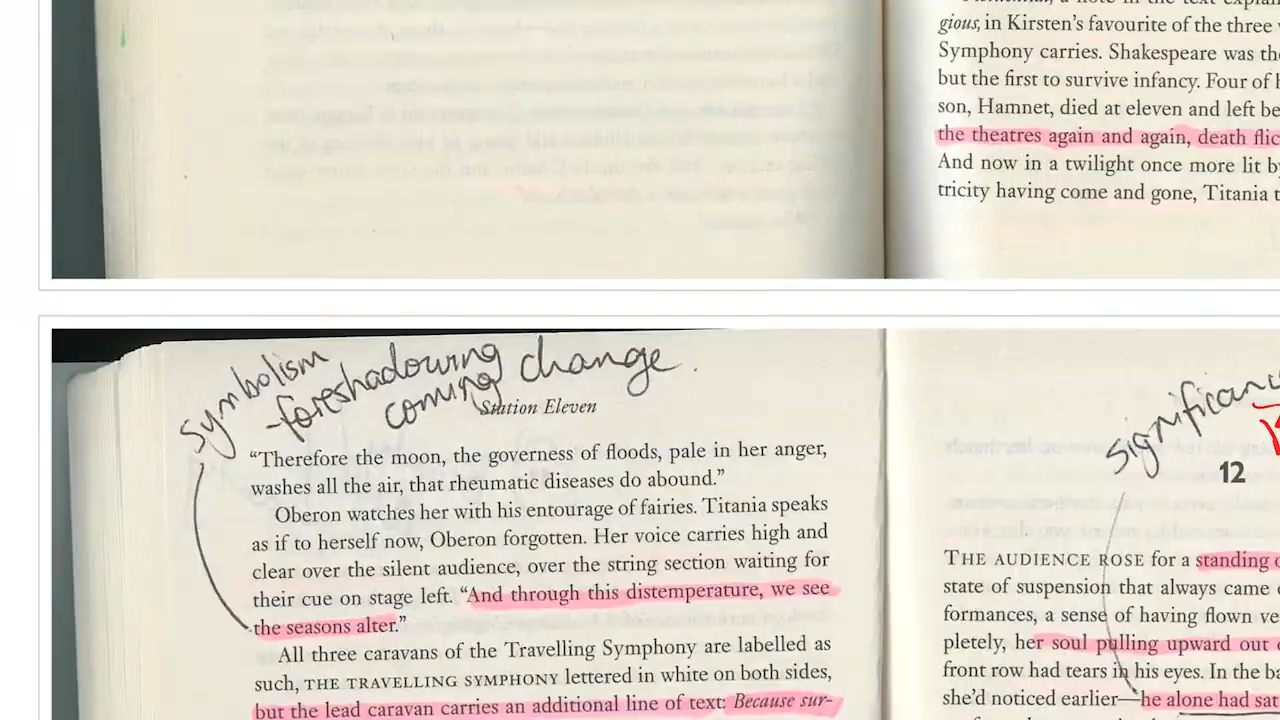 gious, in Kirsten's favourite of the three
Symphony carries. Shakespeare was the
but the first to survive infancy. Four of
son, Hamnet, died at eleven and left be
the theatres again and again, death flic
And now in a twilight once more lit by
tricity having come and gone, Titania t
symbolism
-foreshadowing
coming change.
Station Eleven
“Therefore the moon, the governess of floods, pale in her anger,
washes all the air, that rheumatic diseases do abound.”
Oberon watches her with his entourage of fairies. Titania speaks
as if to herself now, Oberon forgotten. Her voice carries high and
clear over the silent audience, over the string section waiting for
their cue on stage left. “And through this distemperature, we see
the seasons alter.”
All three caravans of the Travelling Symphony are labelled as
such, THE TRAVELLING SYMPHONY lettered in white on both sides,
but the lead caravan carries an additional line of text: Because sur-
significanc
12
THE AUDIENCE ROSE for a standing
state of suspension that always came
formances, a sense of having flown ve
pletely, her soul pulling upward out
front row had tears in his eyes. In the ba
she'd noticed earlier—he alone had sat